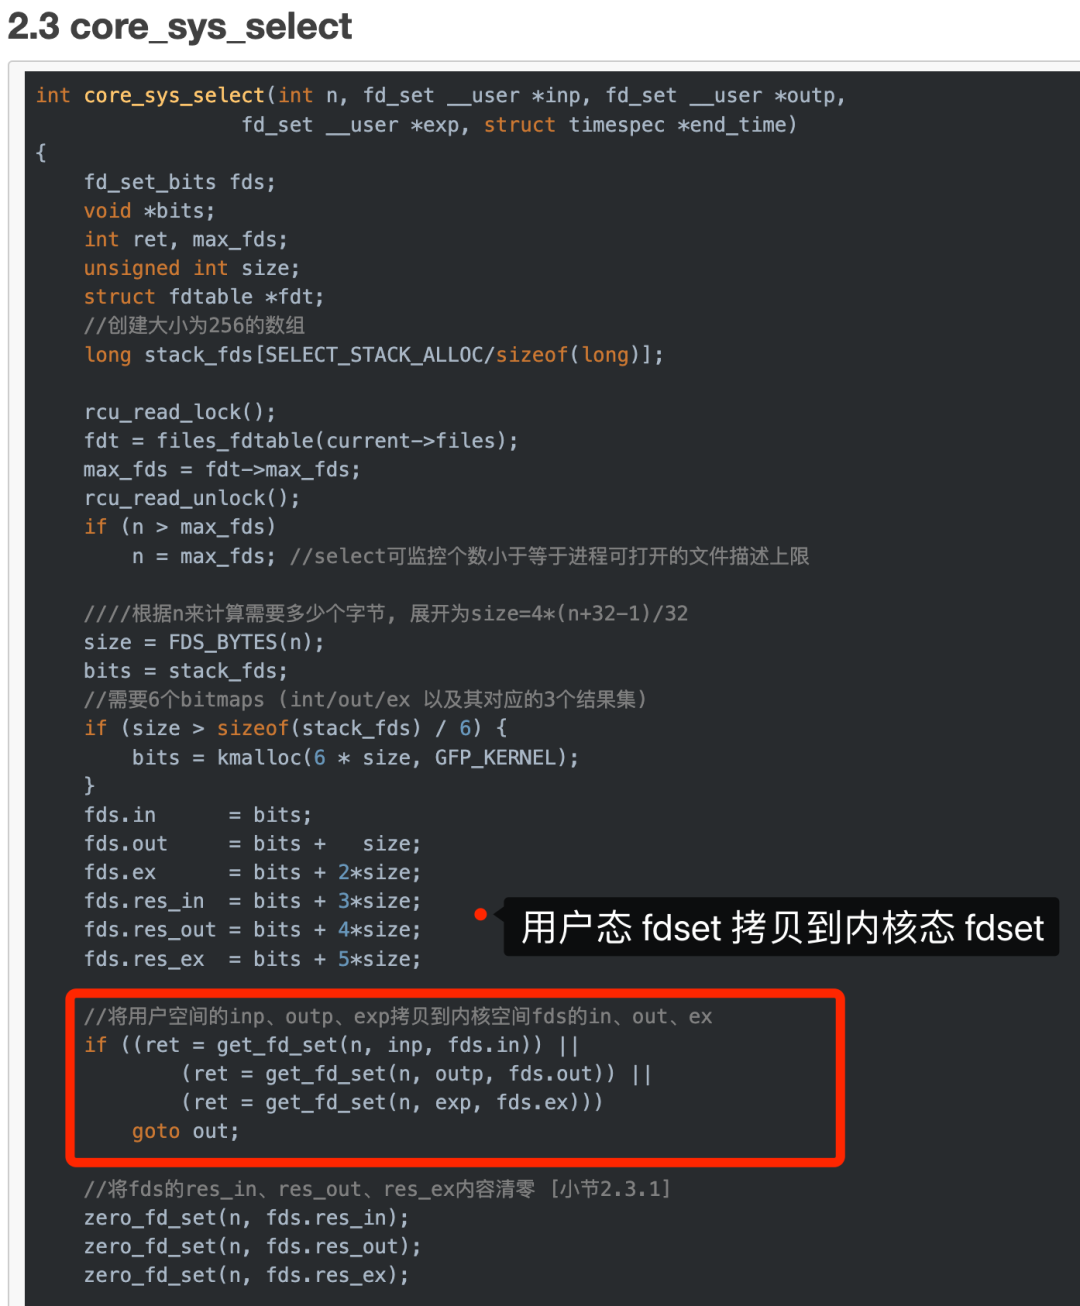 2.3 core_sys_select
int core_sys_select(int n, fd_set __user *inp, fd_set __user *outp,
fd_set __user *exp, struct timespec *end_time)
{
fd_set_bits fds;
void *bits;
int ret, max_fds;
unsigned int size;
struct fdtable *fdt;
//创建大小为256的数组
long stack_fds[SELECT_STACK_ALLOC/sizeof(long)];
rcu_read_lock();
fdt = files_fdtable(current->files);
max_fds = fdt->max_fds;
rcu_read_unlock();
if (n > max_fds)
n = max_fds; //select可监控个数小于等于进程可打开的文件描述上限
////根据n来计算需要多少个字节, 展开为size=4*(n+32-1)/32
size = FDS_BYTES(n);
bits = stack_fds;
//需要6个bitmaps (int/out/ex 以及其对应的3个结果集)
if (size > sizeof(stack_fds) / 6) {
bits = kmalloc(6 * size, GFP_KERNEL);
}
fds.in = bits;
fds.out = bits + size;
fds.ex = bits + 2*size;
fds.res_in = bits + 3*size;
fds.res_out = bits + 4*size;
fds.res_ex = bits + 5*size;
用户态 fdset 拷贝到内核态 fdset
//将用户空间的inp、outp、exp拷贝到内核空间fds的in、out、ex
if ((ret = get_fd_set(n, inp, fds.in)) ||
(ret = get_fd_set(n, outp, fds.out)) ||
(ret = get_fd_set(n, exp, fds.ex)))
goto out;
//将fds的res_in、res_out、res_ex内容清零 [小节2.3.1]
zero_fd_set(n, fds.res_in);
zero_fd_set(n, fds.res_out);
zero_fd_set(n, fds.res_ex);